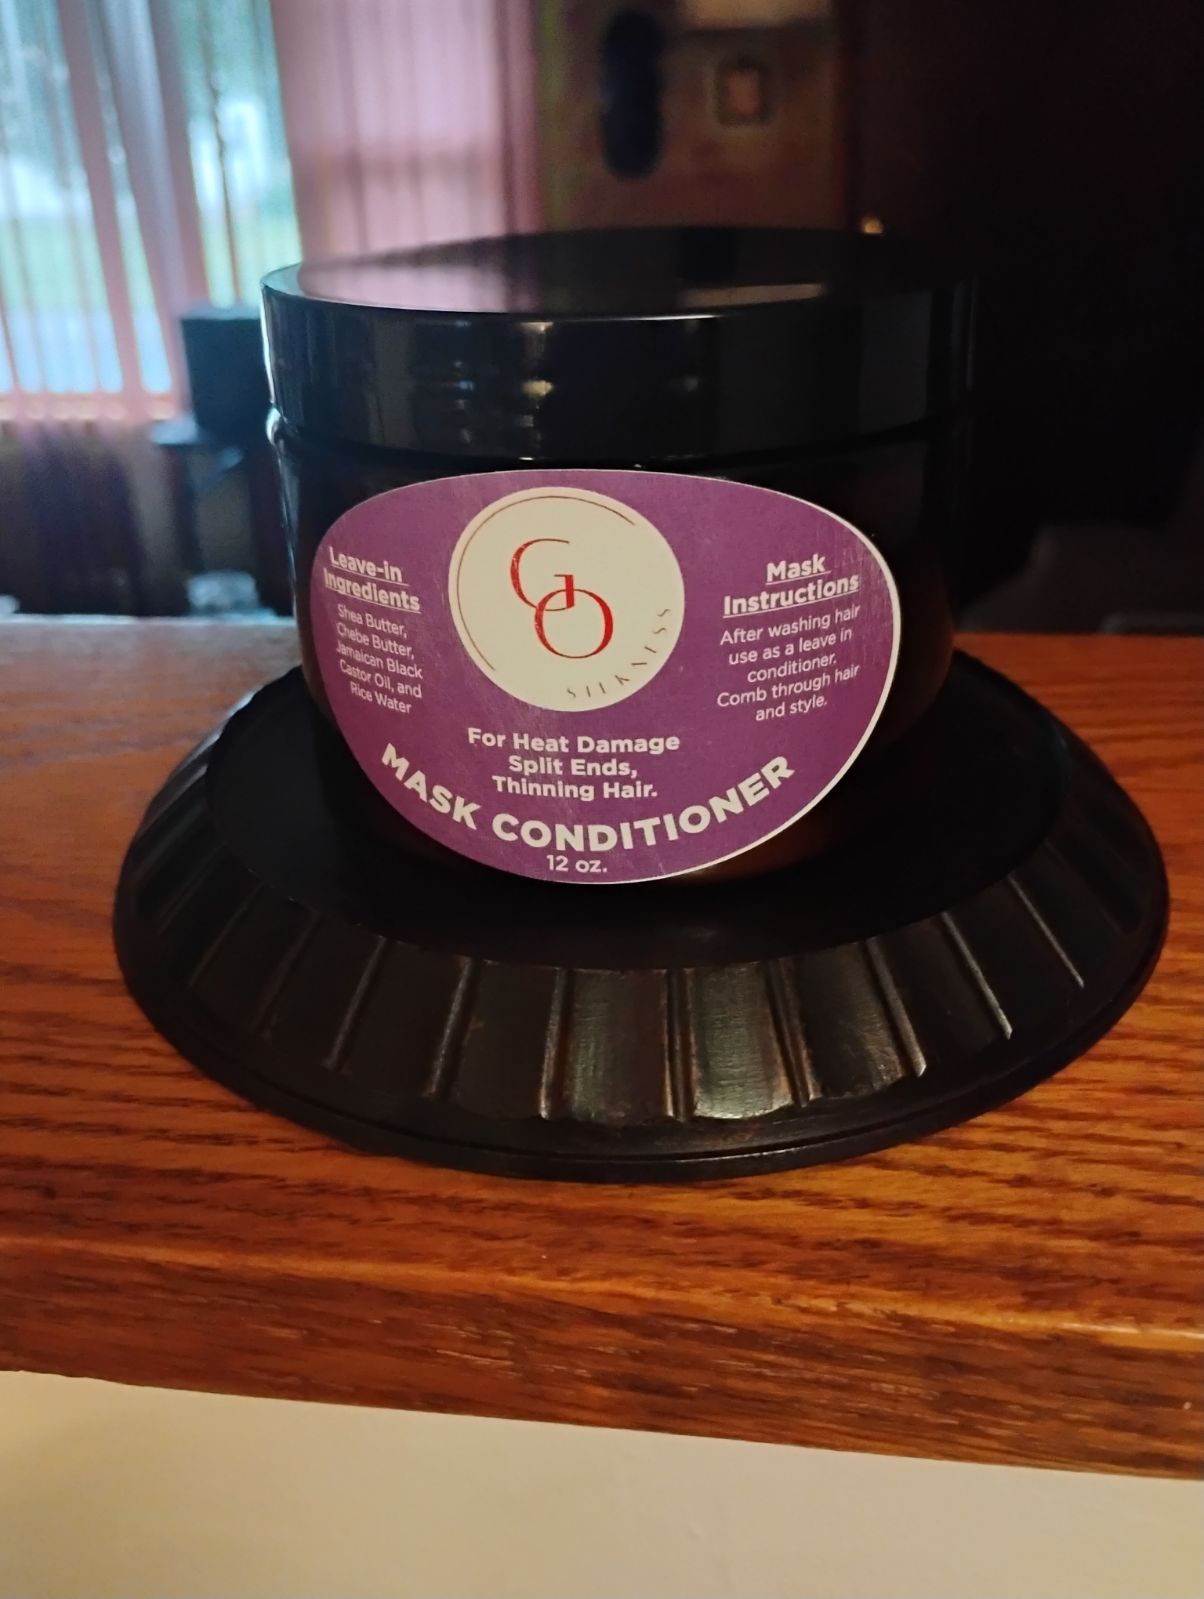 GO
SILKNESS
Leave-in
Ingredients
Shea Butter,
Chebe Butter,
Jamaican Black
Castor Oil, and
Rice Water
Mask
Instructions
After washing hair
use as a leave in
conditioner.
Comb through hair
and style.
For Heat Damage
Split Ends,
Thinning Hair.
MASK CONDITIONER
12 oz.